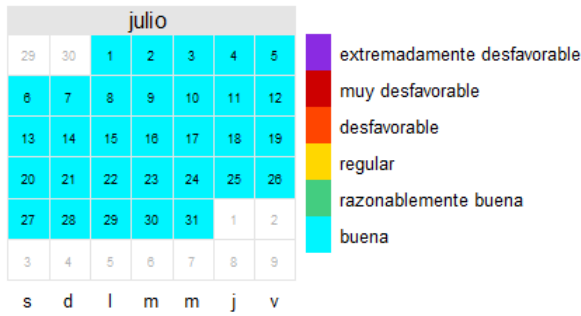 julio
29 30 1 2 3 4 5
6 7 8 9 10 11 12
13 14 15 16 17 18 19
20 21 22 23 24 25 26
27 28 29 30 31 1 2
3 4 5 6 7 8 9
s d l m m j v
extremadamente desfavorable
muy desfavorable
desfavorable
regular
razonablemente buena
buena